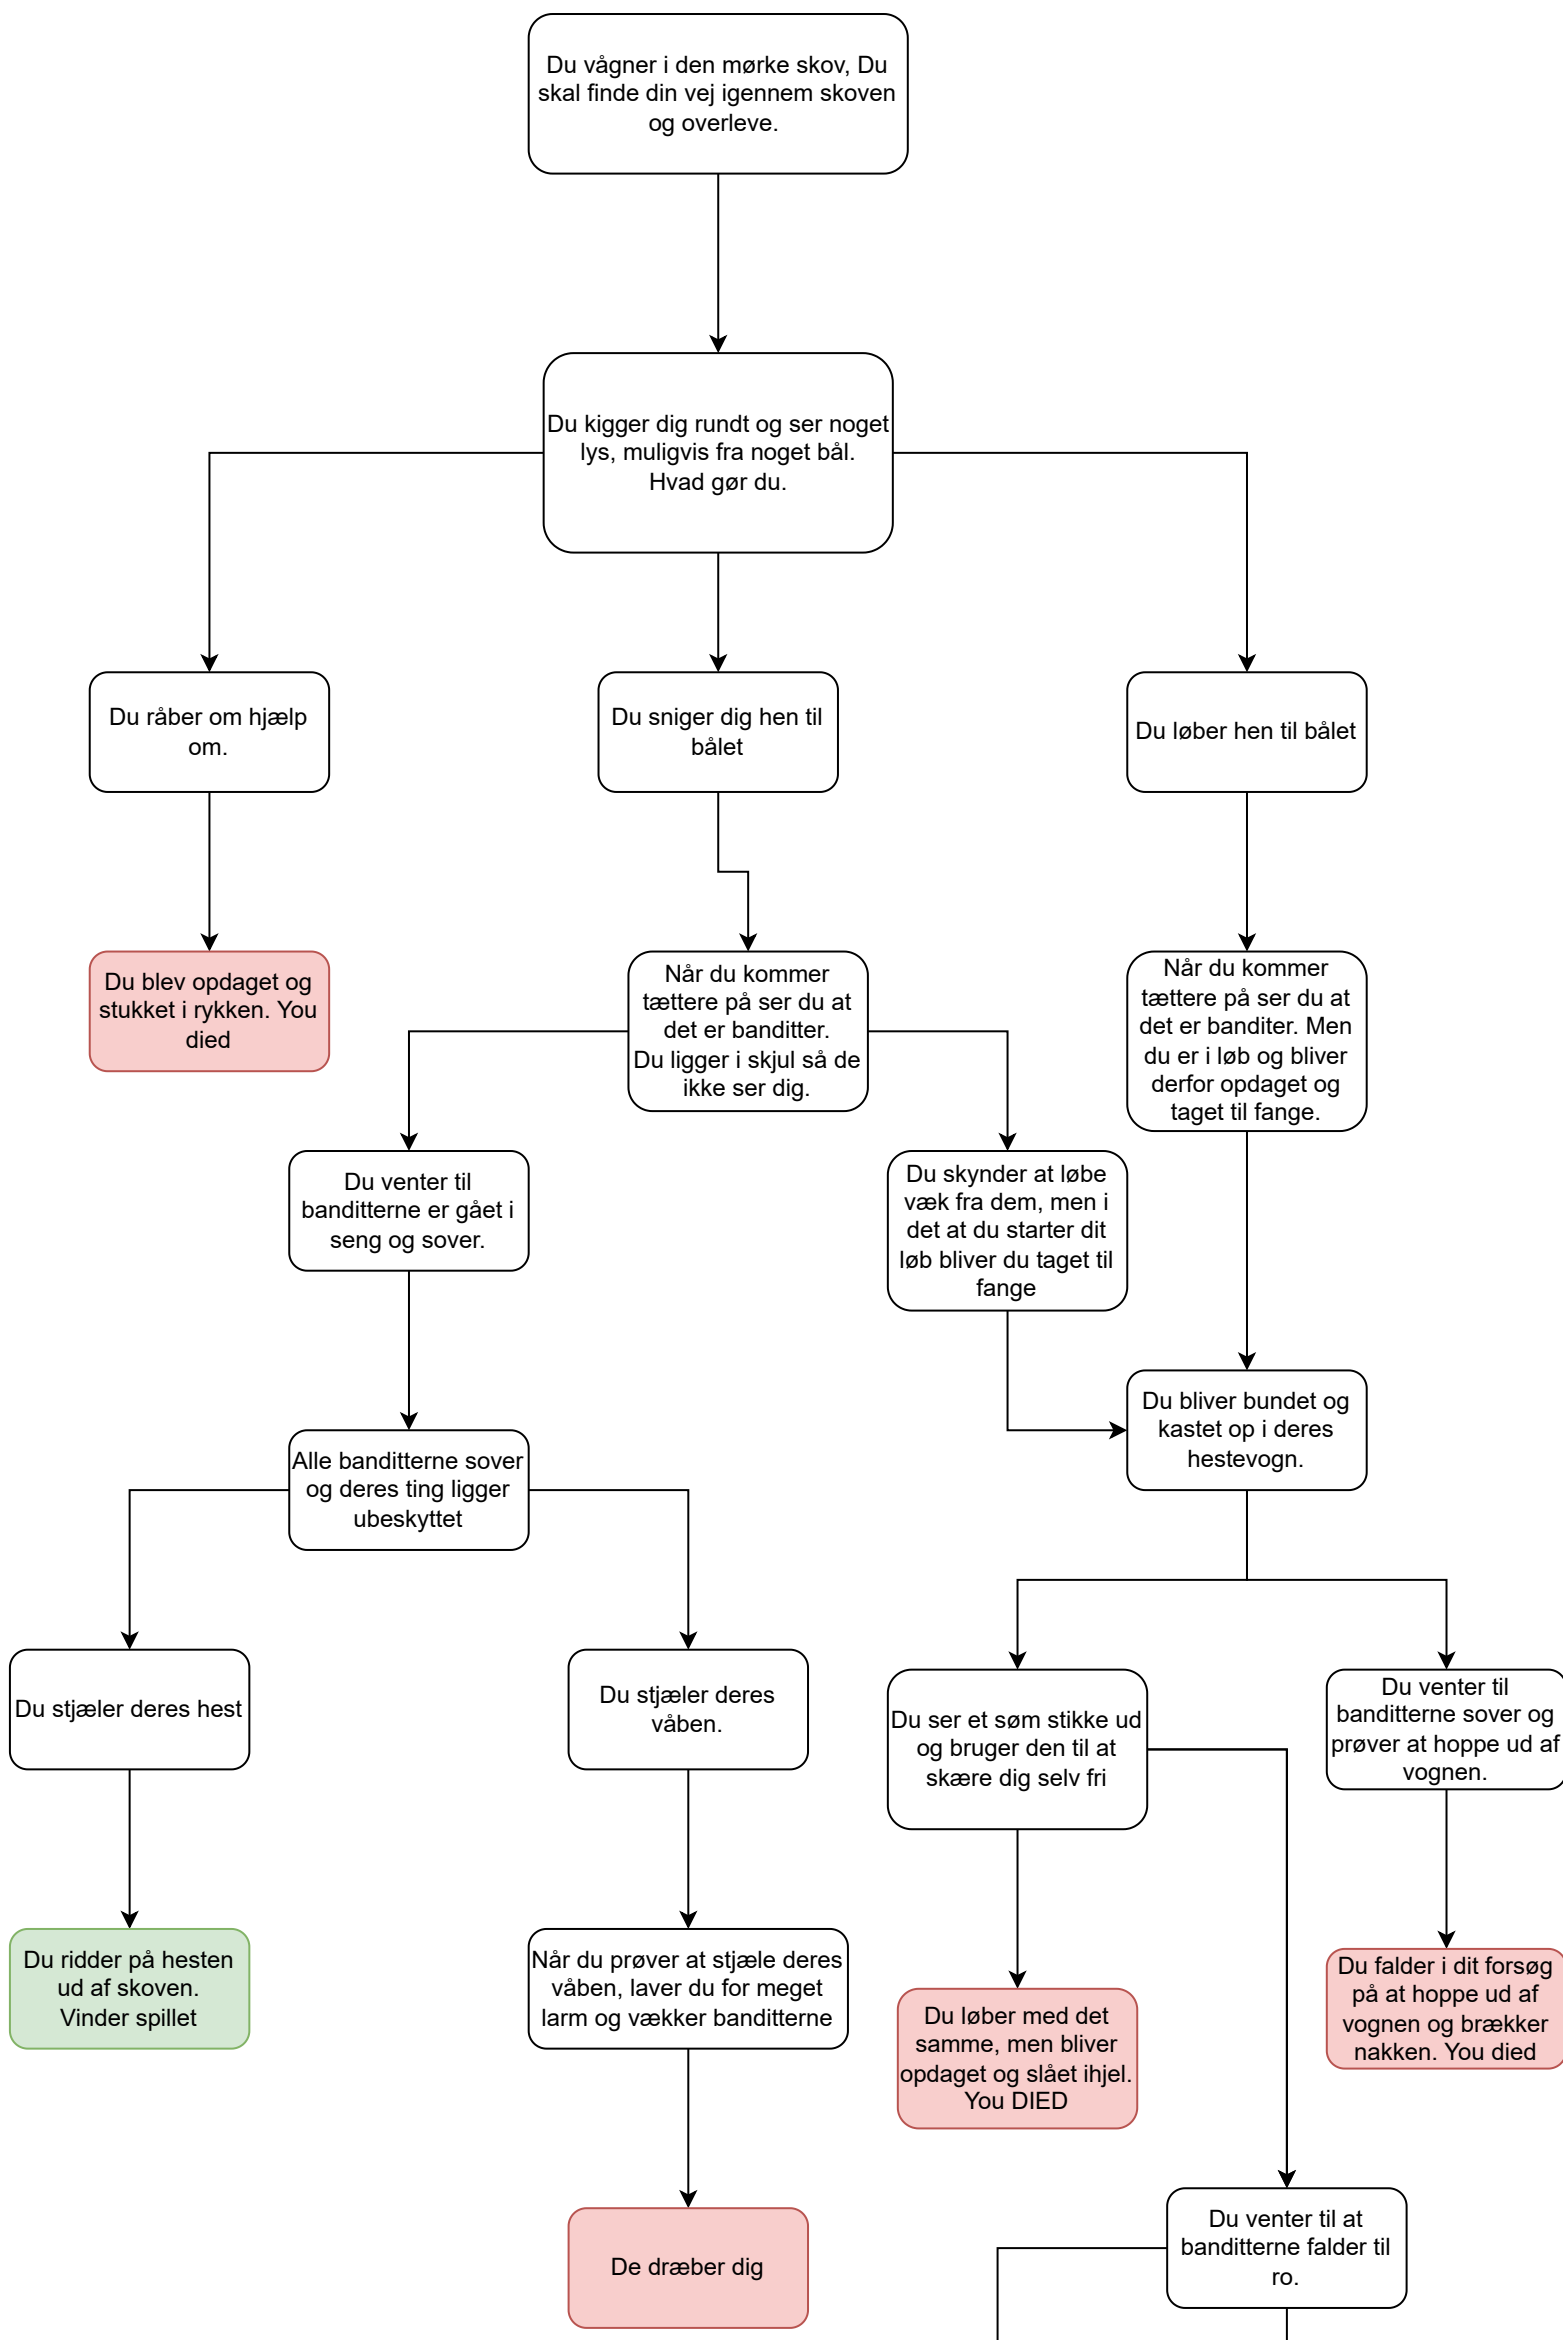 Du vågner i den mørke skov, Du
skal finde din vej igennem skoven
og overleve.
Du kigger dig rundt og ser noget
lys, muligvis fra noget bål.
Hvad gør du.
Du råber om hjælp
om.
Du sniger dig hen til
bålet
Du løber hen til bålet
Du blev opdaget og
stukket i rykken. You
died
Når du kommer
tættere på ser du at
det er banditter.
Du ligger i skjul så de
ikke ser dig.
Når du kommer
tættere på ser du at
det er banditer. Men
du er i løb og bliver
derfor opdaget og
taget til fange.
Du venter til
banditterne er gået i
seng og sover.
Du skynder at løbe
væk fra dem, men i
det at du starter dit
løb bliver du taget til
fange
Du bliver bundet og
kastet op i deres
hestevogn.
Alle banditterne sover
og deres ting ligger
ubeskyttet
Du stjæler deres hest
Du stjæler deres
våben.
Du ser et søm stikke ud
og bruger den til at
skære dig selv fri
Du venter til
banditterne sover og
prøver at hoppe ud af
vognen.
Du ridder på hesten
ud af skoven.
Vinder spillet
Når du prøver at stjæle deres
våben, laver du for meget
larm og vækker banditterne
Du løber med det
samme, men bliver
opdaget og slået ihjel.
You DIED
Du falder i dit forsøg
på at hoppe ud af
vognen og brækker
nakken. You died
De dræber dig
Du venter til at
banditterne falder til
ro.